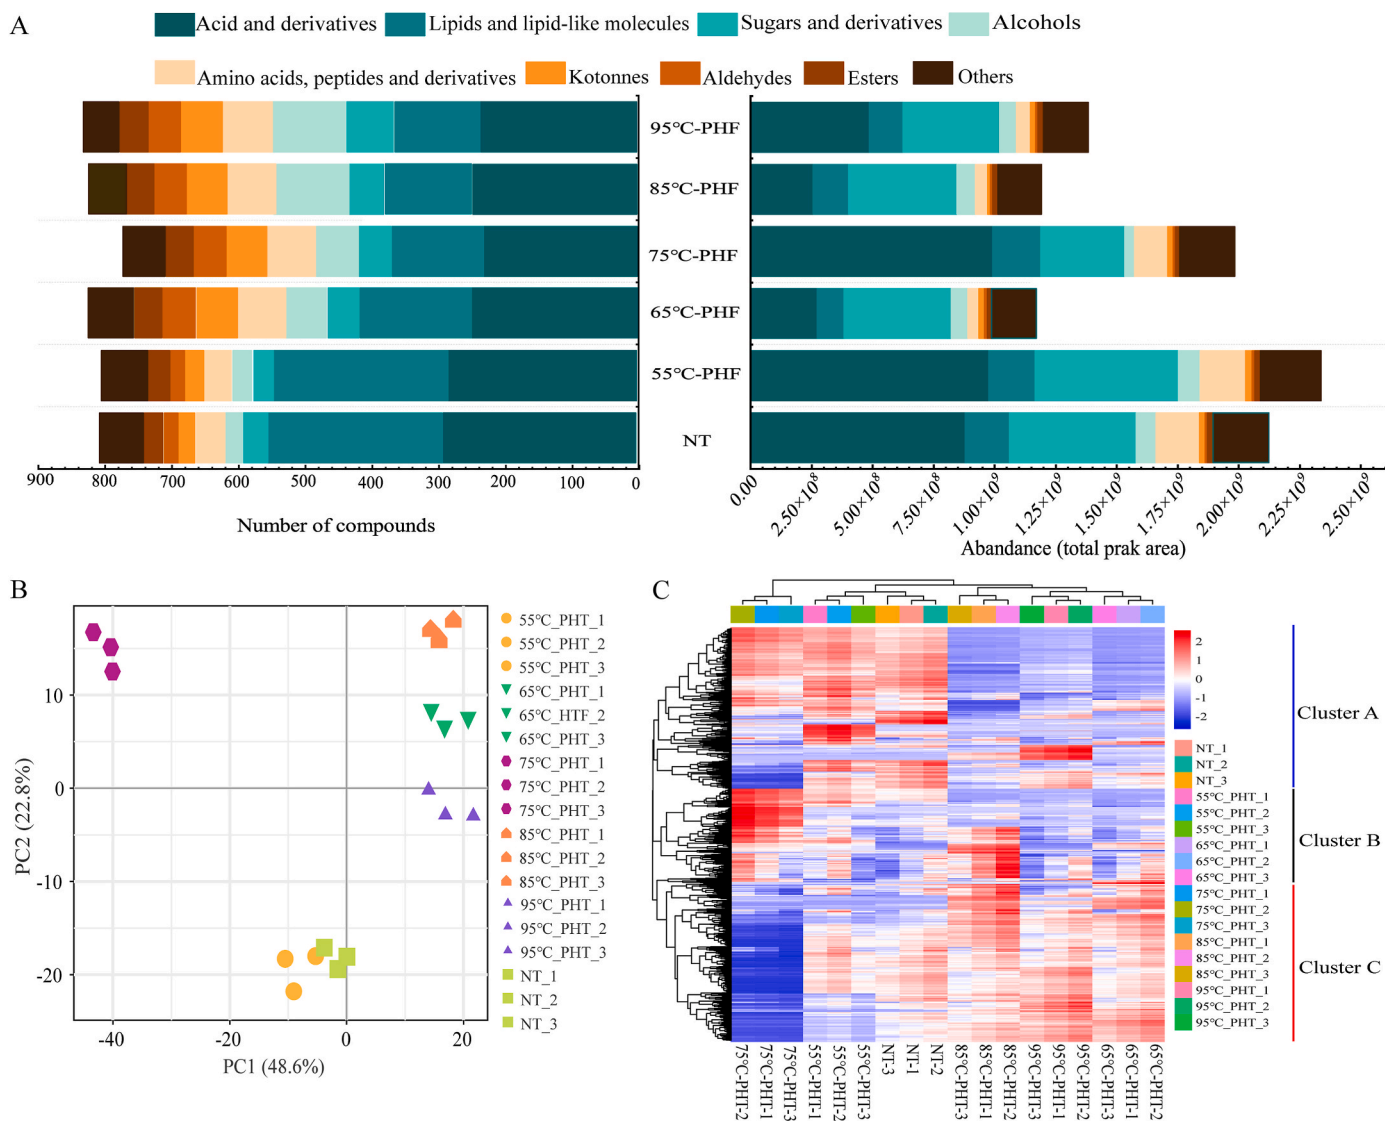 A
Acid and derivatives
Lipids and lipid-like molecules
Sugars and derivatives
Alcohols
Amino acids, peptides and derivatives
Kotonnes
Aldehydes
Esters
Others
95°C-PHF
85°C-PHF
75°C-PHF
65°C-PHF
55°C-PHF
NT
900 800 700 600 500 400 300 200 100 0
Number of compounds
0.00 2.50×10⁸ 5.00×10⁸ 7.50×10⁸ 1.00×10⁹ 1.25×10⁹ 1.50×10⁹ 1.75×10⁹ 2.00×10⁹ 2.25×10⁹ 2.50×10⁹
Abandance (total prak area)
B
PC2 (22.8%)
10
0
-10
-20
-40 -20 0 20
PC1 (48.6%)
55°C_PHT_1
55°C_PHT_2
55°C_PHT_3
65°C_PHT_1
65°C_HTF_2
65°C_PHT_3
75°C_PHT_1
75°C_PHT_2
75°C_PHT_3
85°C_PHT_1
85°C_PHT_2
85°C_PHT_3
95°C_PHT_1
95°C_PHT_2
95°C_PHT_3
NT_1
NT_2
NT_3
C
2
1
0
-1
-2
NT_1
NT_2
NT_3
55°C_PHT_1
55°C_PHT_2
55°C_PHT_3
65°C_PHT_1
65°C_PHT_2
65°C_PHT_3
75°C_PHT_1
75°C_PHT_2
75°C_PHT_3
85°C_PHT_1
85°C_PHT_2
85°C_PHT_3
95°C_PHT_1
95°C_PHT_2
95°C_PHT_3
Cluster A
Cluster B
Cluster C
75°C-PHT-2
75°C-PHT-1
75°C-PHT-3
55°C-PHT-1
55°C-PHT-2
55°C-PHT-3
NT-3
NT-1
NT-2
85°C-PHT-3
85°C-PHT-1
85°C-PHT-2
95°C-PHT-3
95°C-PHT-1
95°C-PHT-2
65°C-PHT-3
65°C-PHT-1
65°C-PHT-2